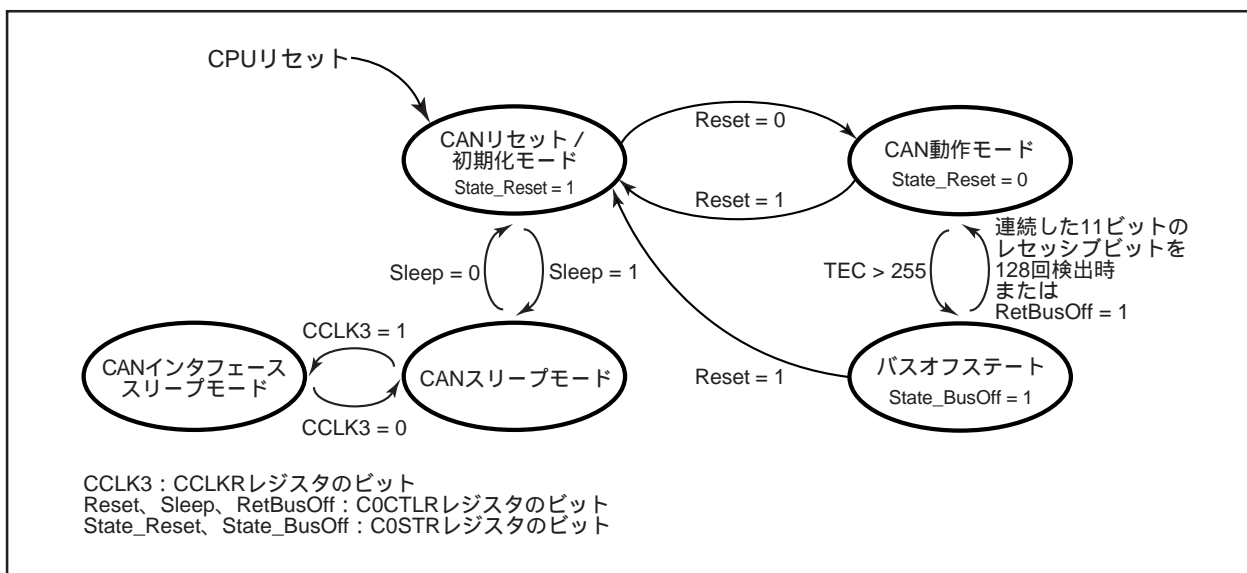 CPUリセット
CANリセット /
初期化モード
State_Reset = 1
Reset = 0
CAN動作モード
State_Reset = 0
Reset = 1
Sleep = 0
Sleep = 1
TEC > 255
連続した11ビットの
レセッシブビットを
128回検出時
または
RetBusOff = 1
CCLK3 = 1
CANインタフェース
スリープモード
CCLK3 = 0
CANスリープモード
Reset = 1
バスオフステート
State_BusOff = 1
CCLK3：CCLKRレジスタのビット
Reset、Sleep、RetBusOff：C0CTLRレジスタのビット
State_Reset、State_BusOff：C0STRレジスタのビット